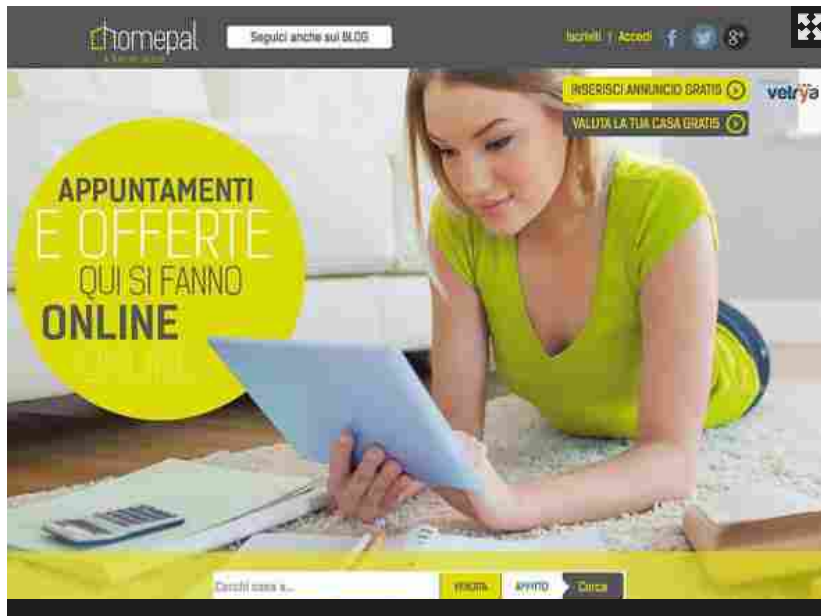 homepal
Seguici anche sul BLOG
Iscriviti | Accedi
f
g+
INSERISCI ANNUNCIO GRATIS
VALUTA LA TUA CASA GRATIS
velrya
APPUNTAMENTI
E OFFERTE
QUI SI FANNO
ONLINE
Cerchi casa a...
VENDITA
AFFITTO
Cerca